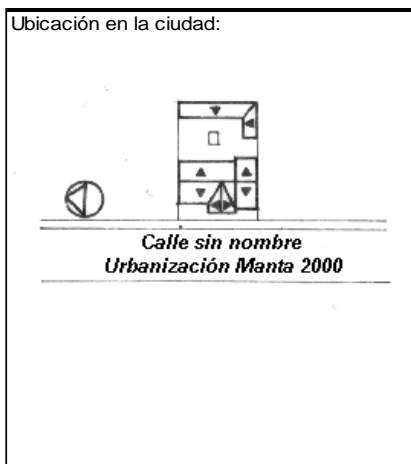 Ubicación en la ciudad:
Calle sin nombre
Urbanización Manta 2000